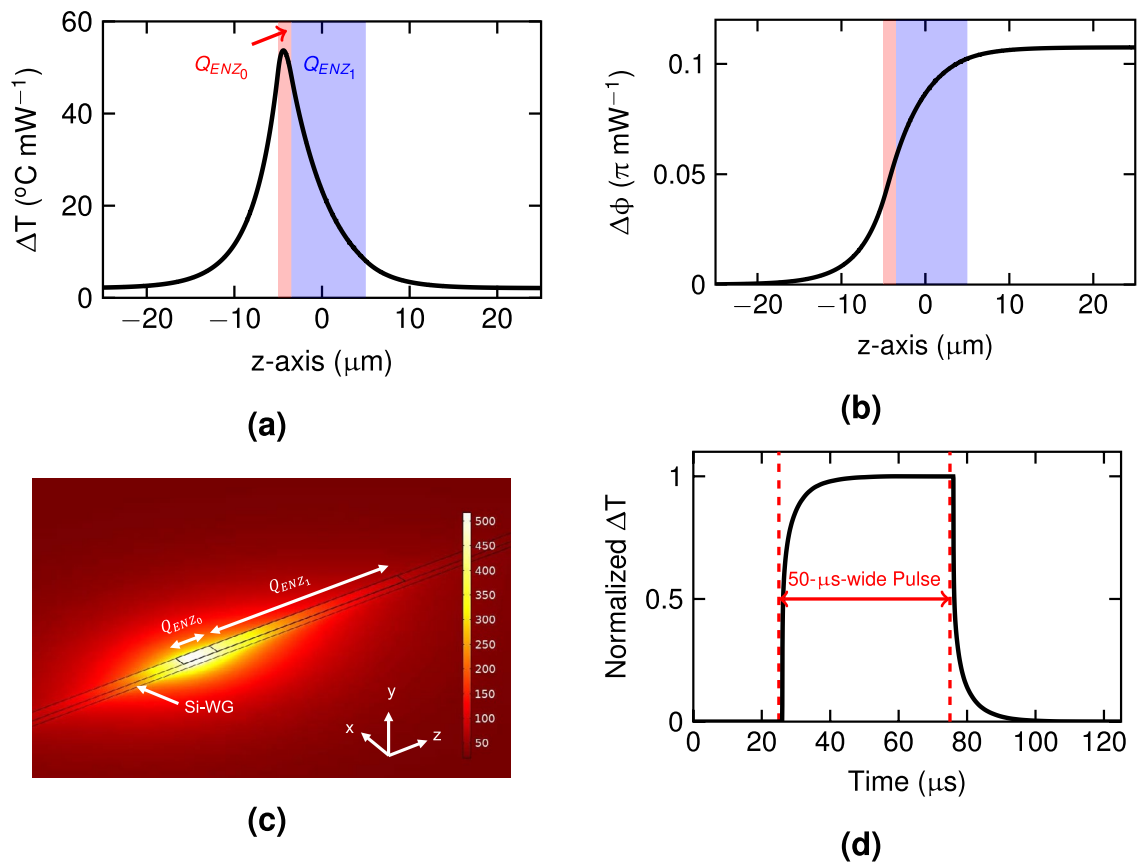 60
40
20
0
ΔT (ºC mW⁻¹)
Q_ENZ₀
Q_ENZ₁
−20
−10
0
10
20
z-axis (μm)
(a)
0.1
0.05
0
Δϕ (π mW⁻¹)
−20
−10
0
10
20
z-axis (μm)
(b)
500
450
400
350
300
250
200
150
100
50
Q_ENZ₁
Q_ENZ₀
Si-WG
y
x
z
(c)
1
0.5
0
Normalized ΔT
50-μs-wide Pulse
0
20
40
60
80
100
120
Time (μs)
(d)